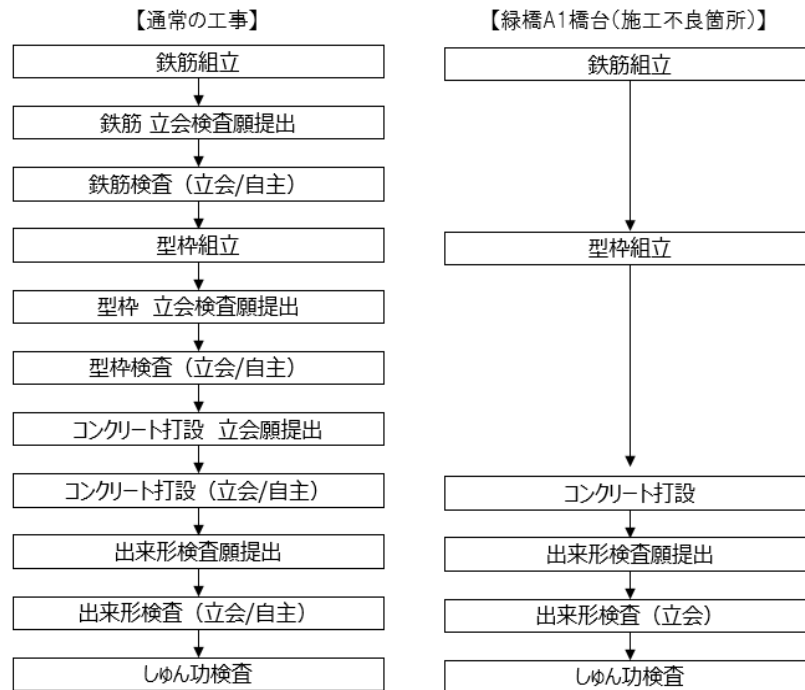 【通常の工事】
鉄筋組立
鉄筋 立会検査願提出
鉄筋検査（立会/自主）
型枠組立
型枠 立会検査願提出
型枠検査（立会/自主）
コンクリート打設 立会願提出
コンクリート打設（立会/自主）
出来形検査願提出
出来形検査（立会/自主）
しゅん功検査
【緑橋A1橋台(施工不良箇所)】
鉄筋組立
型枠組立
コンクリート打設
出来形検査願提出
出来形検査（立会）
しゅん功検査